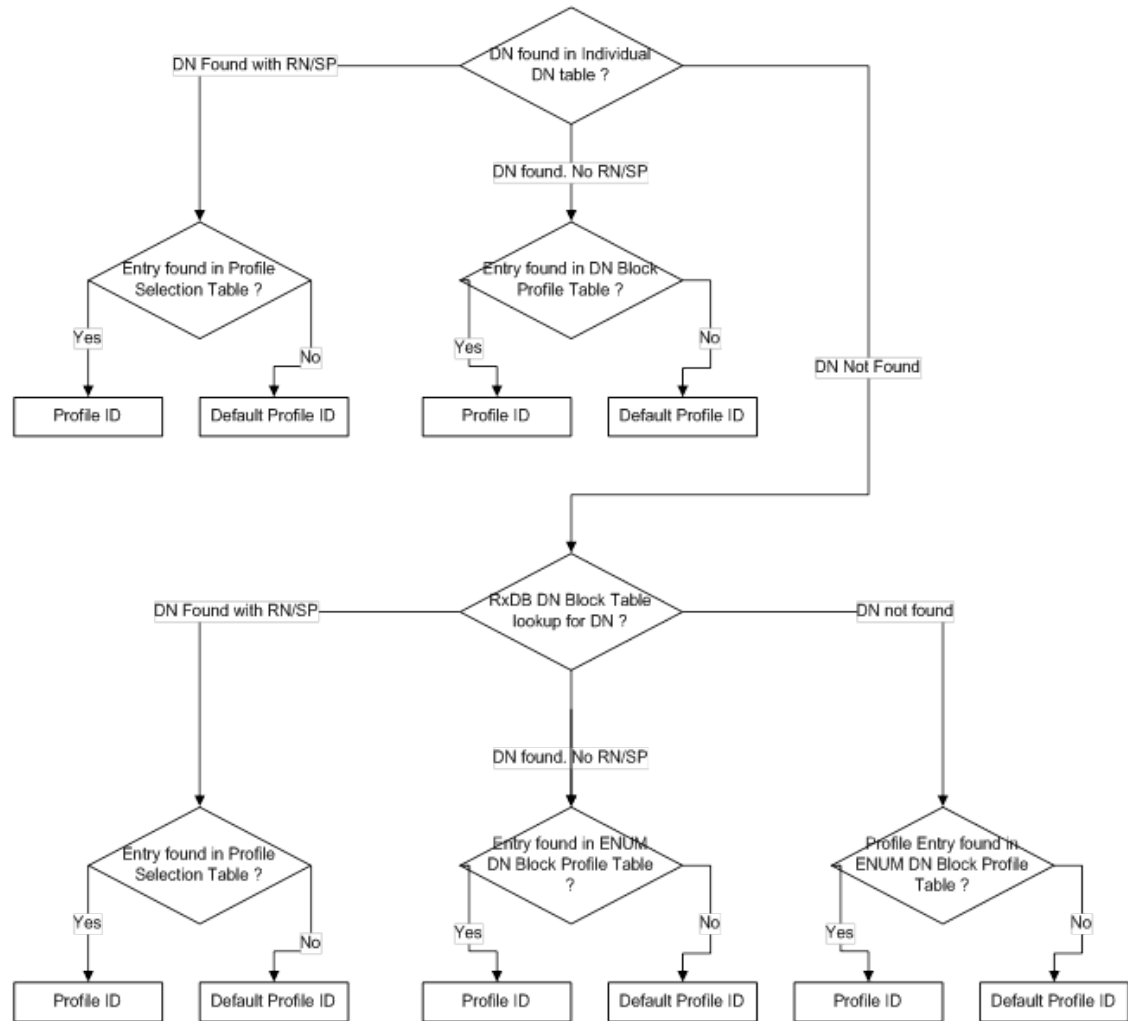 DN found in Individual
DN table ?
DN Found with RN/SP
DN found. No RN/SP
Entry found in Profile
Selection Table ?
Entry found in DN Block
Profile Table ?
Yes
No
Yes
No
DN Not Found
Profile ID
Default Profile ID
Profile ID
Default Profile ID
RxDB DN Block Table
lookup for DN ?
DN Found with RN/SP
DN not found
DN found. No RN/SP
Entry found in Profile
Selection Table ?
Entry found in ENUM
DN Block Profile Table
?
Profile Entry found in
ENUM DN Block Profile
Table ?
Yes
No
Yes
No
Yes
No
Profile ID
Default Profile ID
Profile ID
Default Profile ID
Profile ID
Default Profile ID